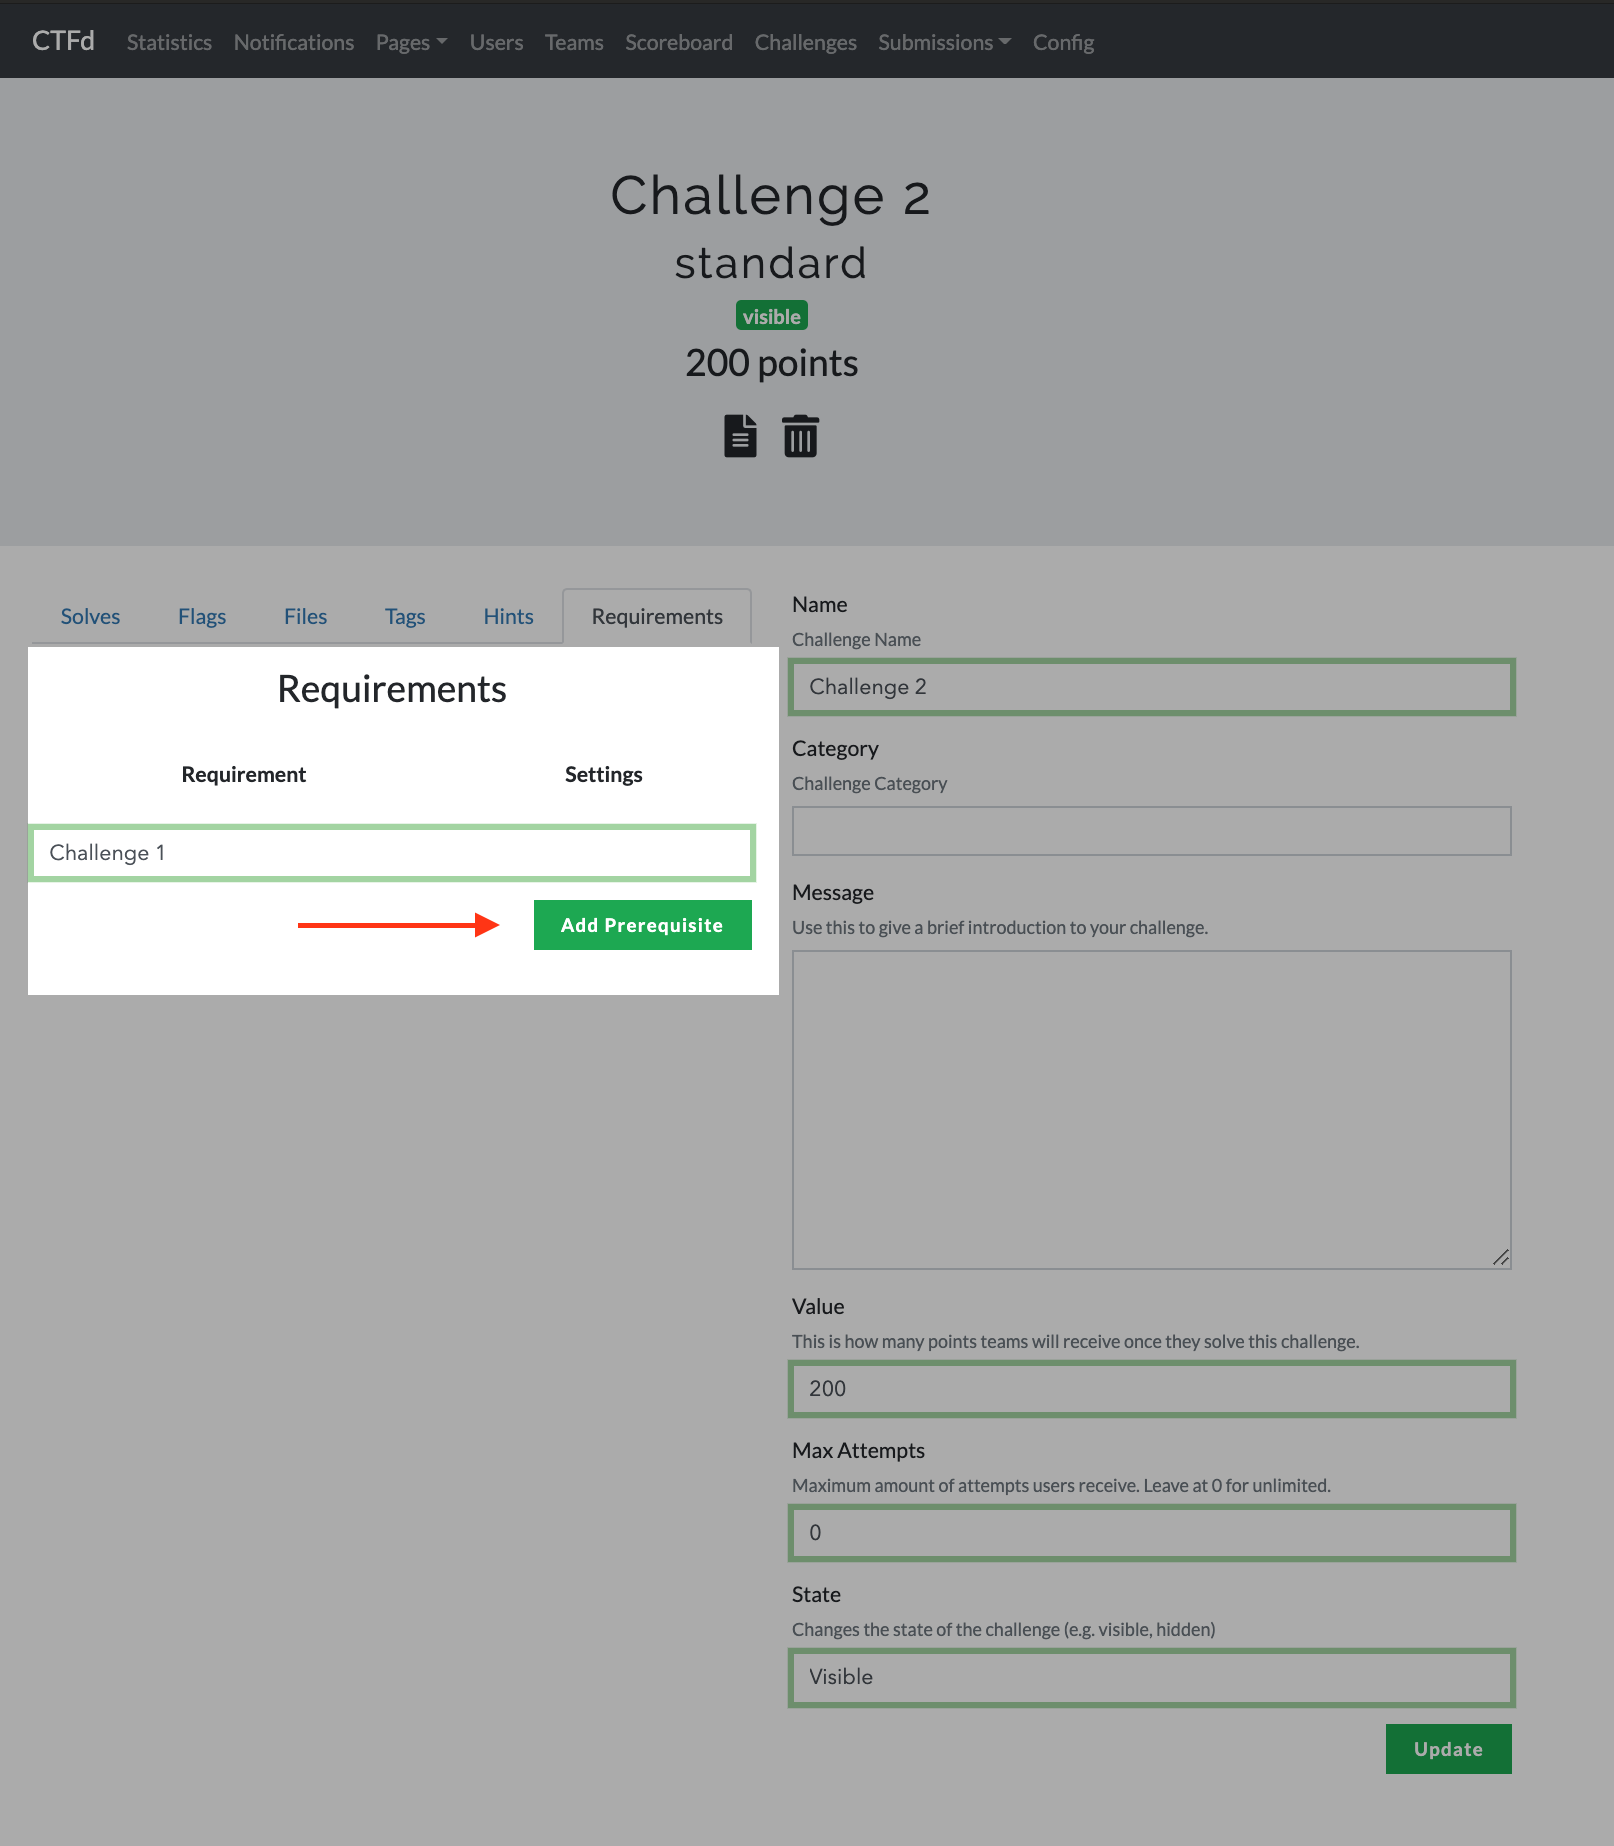 CTFd Statistics Notifications Pages Users Teams Scoreboard Challenges Submissions Config
Challenge 2
standard
visible
200 points
Solves Flags Files Tags Hints Requirements
Requirements
Requirement Settings
Challenge 1
Add Prerequisite
Name
Challenge Name
Challenge 2
Category
Challenge Category
Message
Use this to give a brief introduction to your challenge.
Value
This is how many points teams will receive once they solve this challenge.
200
Max Attempts
Maximum amount of attempts users receive. Leave at 0 for unlimited.
0
State
Changes the state of the challenge (e.g. visible, hidden)
Visible
Update